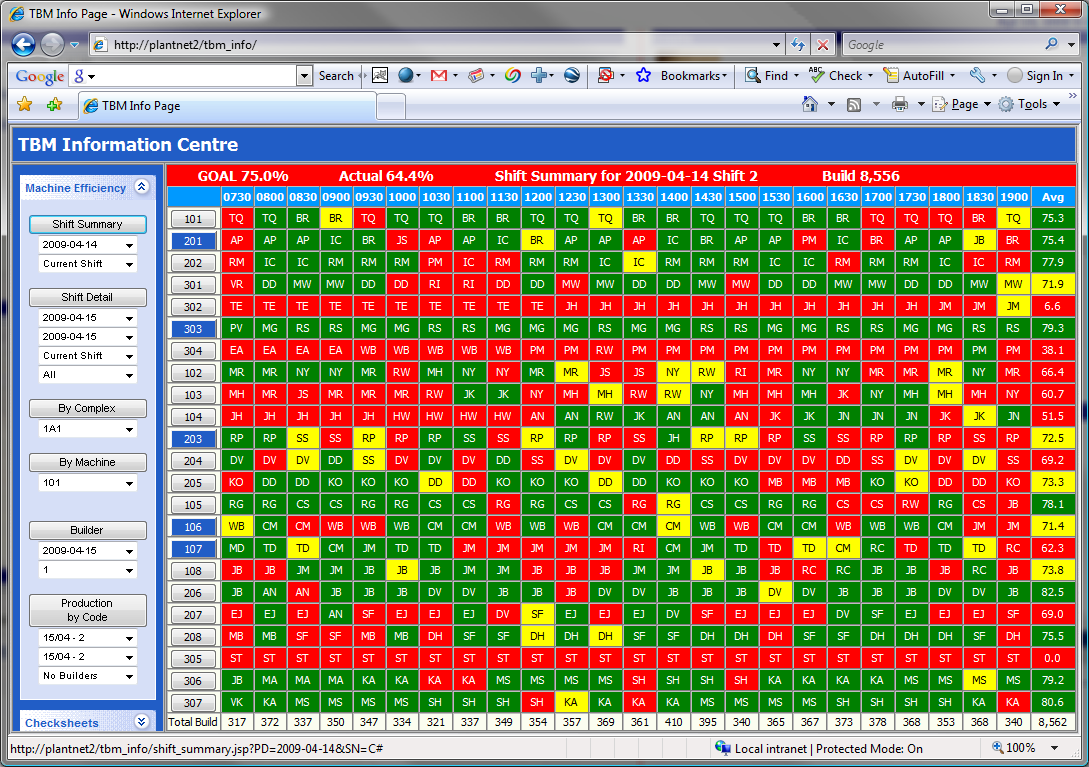 TBM Info Page - Windows Internet Explorer
http://plantnet2/tbm_info/
Google
Google Search Bookmarks Find Check AutoFill Sign In
TBM Info Page Page Tools
TBM Information Centre
Machine Efficiency
Shift Summary
2009-04-14
Current Shift
Shift Detail
2009-04-15
2009-04-15
Current Shift
All
By Complex
1A1
By Machine
101
Builder
2009-04-15
1
Production
by Code
15/04 - 2
15/04 - 2
No Builders
Checksheets
GOAL 75.0% Actual 64.4% Shift Summary for 2009-04-14 Shift 2 Build 8,556
0730 0800 0830 0900 0930 1000 1030 1100 1130 1200 1230 1300 1330 1400 1430 1500 1530 1600 1630 1700 1730 1800 1830 1900 Avg
101 TQ TQ BR BR TQ TQ TQ BR BR TQ TQ TQ BR BR TQ TQ TQ BR BR TQ TQ TQ BR TQ 75.3
201 AP AP AP IC BR JS AP AP IC BR AP AP AP IC BR AP AP PM IC BR AP AP JB BR 75.4
202 RM IC IC RM RM RM PM IC RM RM RM IC IC RM RM RM IC IC RM RM RM IC IC RM 77.9
301 VR DD MW MW DD DD RI RI DD DD MW MW DD DD MW MW DD DD MW MW DD DD MW MW 71.9
302 TE TE TE TE TE TE TE TE TE TE JH JH JH JH JH JH JH JH JH JH JH JM JM JM 6.6
303 PV MG RS RS MG MG RS RS MG MG RS RS MG MG RS RS MG MG RS RS MG MG RS RS 79.3
304 EA EA EA EA WB WB WB WB WB PM PM RW PM PM PM PM PM PM PM PM PM PM PM PM 38.1
102 MR MR NY NY MR RW MH NY NY MR MR JS JS NY RW RI MR NY NY MR MR MR NY MR 66.4
103 MH MR JS MR MR MR RW JK JK NY MH MH RW RW NY MH MH MH JK NY MH MH MH NY 60.7
104 JH JH JH JH JH HW HW HW HW AN AN RW JK AN AN AN JK JK JN JN JN JK JK JN 51.5
203 RP RP SS SS RP RP RP SS SS RP RP RP SS JH RP RP RP SS SS RP RP RP SS RP 72.5
204 DV DV DV DD SS DV DV DV DD SS DV DV DV DD SS DV DV DV DD SS DV DV DV SS 69.2
205 KO DD DD KO KO KO DD DD KO KO KO DD DD KO KO KO MB MB MB KO KO DD DD KO 73.3
105 RG RG CS CS RG RG CS CS RG RG CS CS RG RG CS CS RG RG CS CS RW RG CS JB 78.1
106 WB CM CM WB WB WB CM CM WB WB WB CM CM CM WB WB CM CM WB WB WB CM JM JM 71.4
107 MD TD TD CM JM TD TD JM JM JM JM JM RI CM JM TD TD TD CM RC TD TD TD RC 62.3
108 JB JB JM JM JB JB JB JM JM JB JB JB JM JM JB JB JB RC RC JB JB JB RC JB 73.8
206 JB AN AN JB JB DV DV JB JB JB JB DV DV JB JB JB DV DV JB JB JB DV DV JB 82.5
207 EJ EJ EJ AN SF EJ EJ EJ DV SF EJ EJ EJ DV SF EJ EJ EJ DV SF EJ EJ EJ SF 69.0
208 MB MB SF SF MB MB DH SF SF DH DH DH SF SF DH DH DH SF SF DH DH DH SF DH 75.5
305 ST ST ST ST ST ST ST ST ST ST ST ST ST ST ST ST ST ST ST ST ST ST ST ST 0.0
306 JB MA MA MA KA KA KA KA MS MS MS MS SH SH SH SH KA KA KA KA MS MS MS MS 79.2
307 VK KA MS MS KA MS MS SH SH SH KA KA KA KA MS MS MS MS SH SH SH KA KA KA 80.6
Total Build 317 372 337 350 347 334 321 337 349 354 357 369 361 410 395 340 365 367 373 378 368 353 368 340 8,562
http://plantnet2/tbm_info/shift_summary.jsp?PD=2009-04-14&SN=C# Local intranet | Protected Mode: On 100%